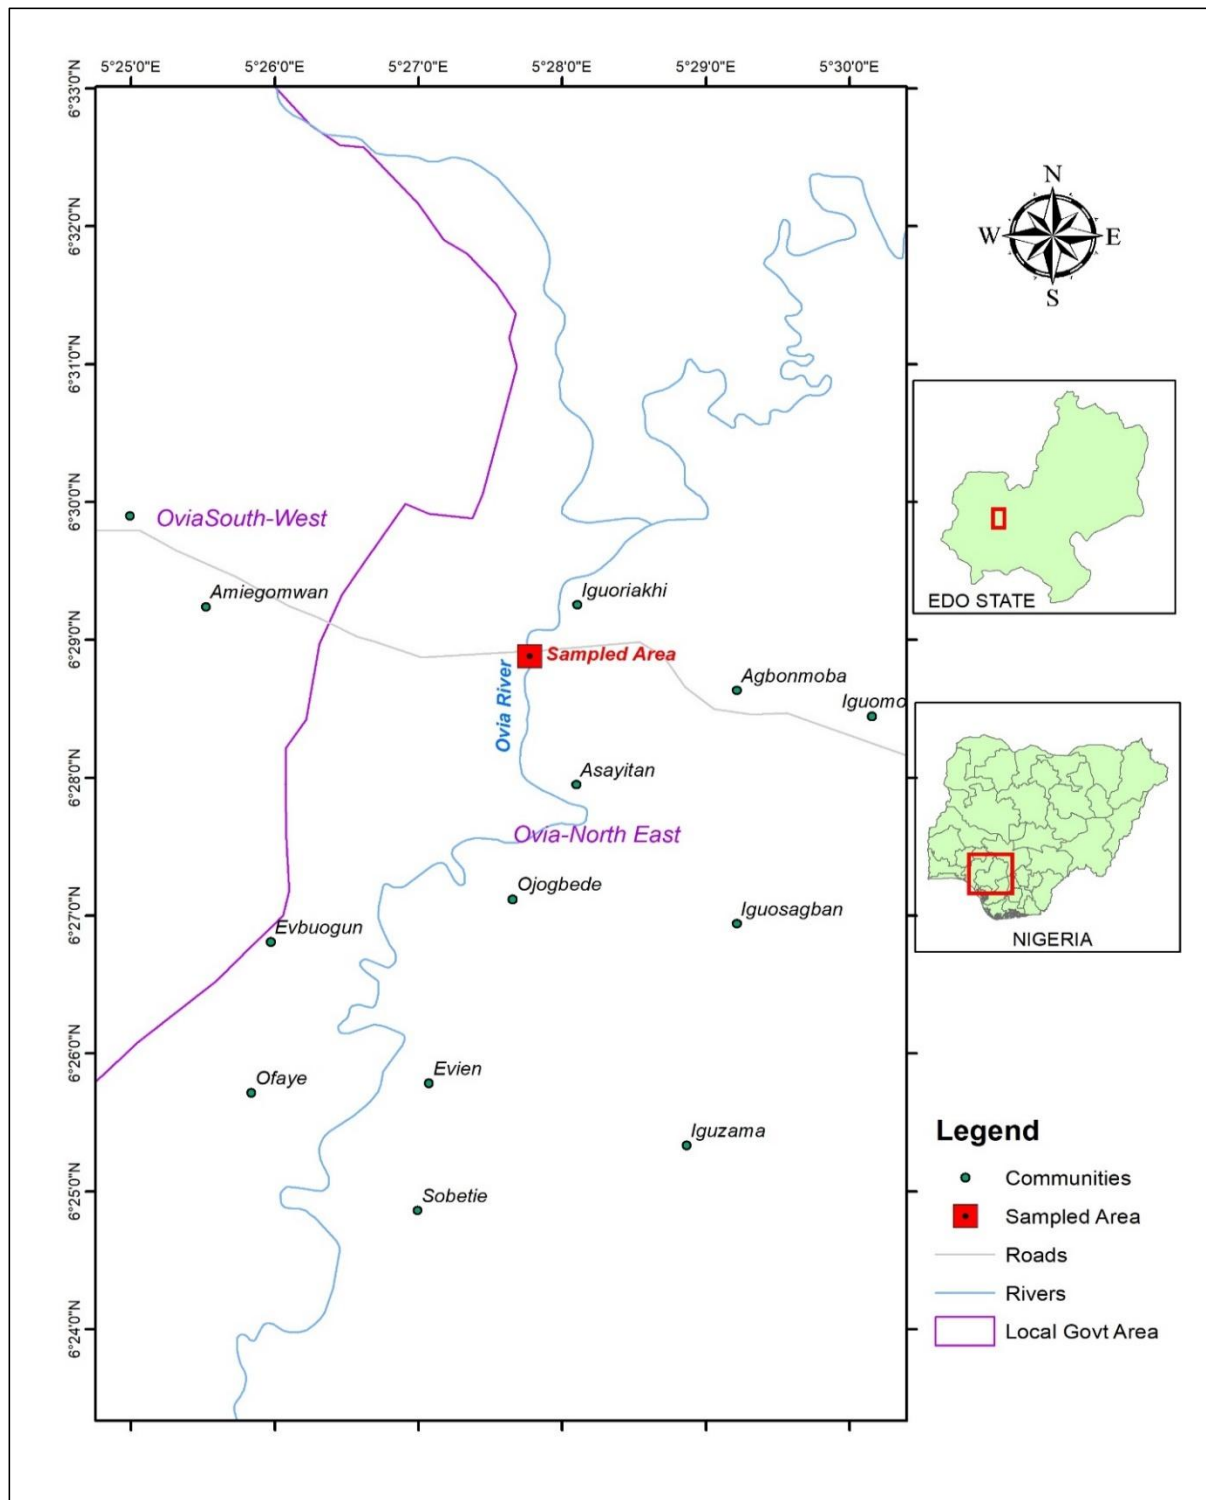 5°25'0"E 5°26'0"E 5°27'0"E 5°28'0"E 5°29'0"E 5°30'0"E
6°33'0"N
6°32'0"N
6°31'0"N
6°30'0"N
6°29'0"N
6°28'0"N
6°27'0"N
6°26'0"N
6°25'0"N
6°24'0"N
OviaSouth-West
Amiegomwan
Iguoriakhi
Sampled Area
Ovia River
Agbonmoba
Iguomo
Asayitan
Ovia-North East
Ojogbede
Iguosagban
Evbuogun
Ofaye
Evien
Iguzama
Sobetie
N
W E
S
EDO STATE
NIGERIA
Legend
Communities
Sampled Area
Roads
Rivers
Local Govt Area